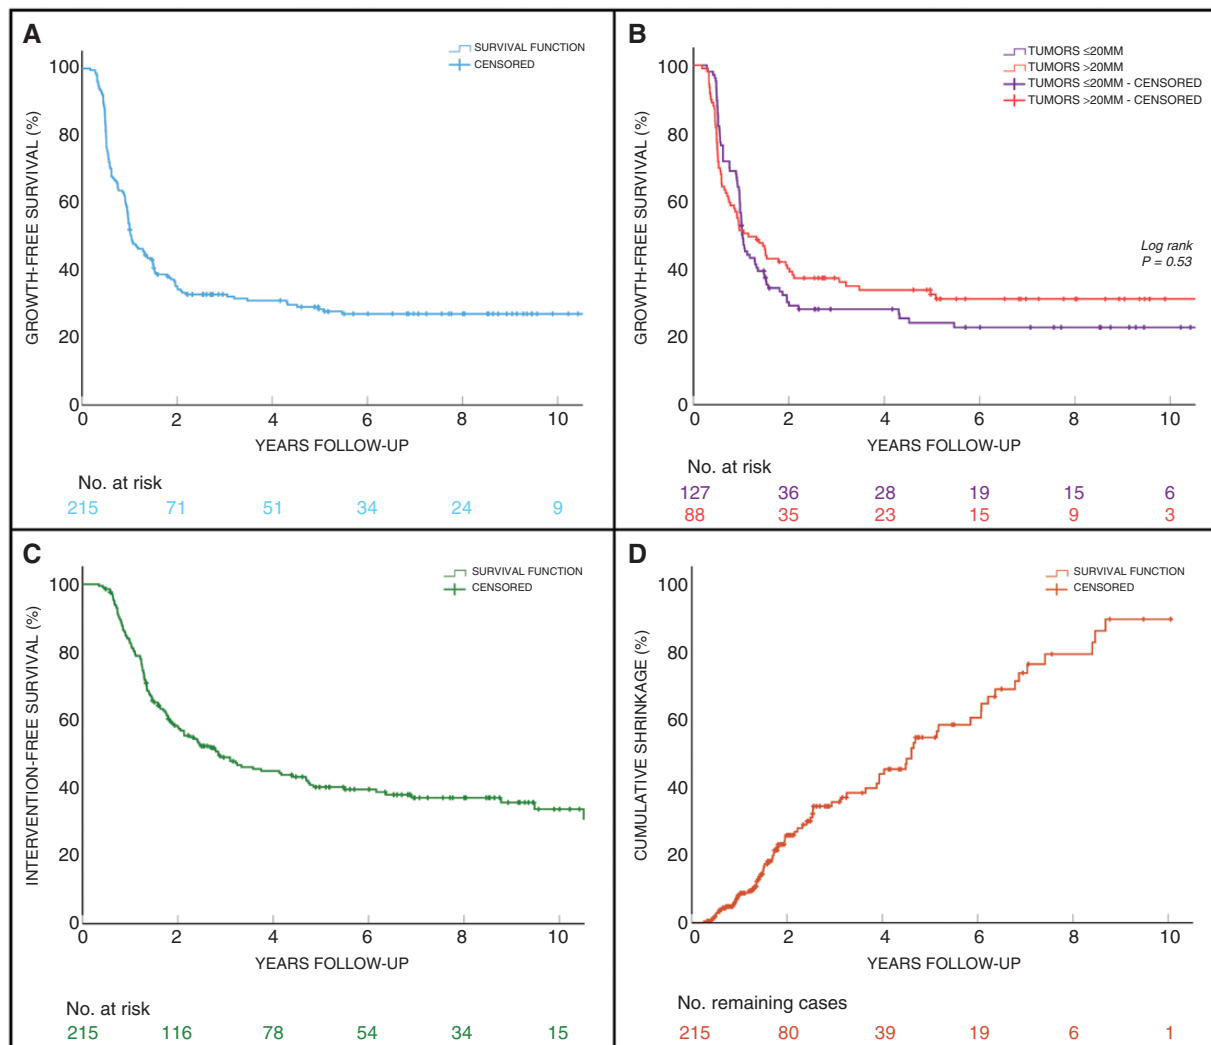 A
SURVIVAL FUNCTION
CENSORED
GROWTH-FREE SURVIVAL (%)
100
80
60
40
20
0
0 2 4 6 8 10
YEARS FOLLOW-UP
No. at risk
215 71 51 34 24 9
B
TUMORS ≤20MM
TUMORS >20MM
TUMORS ≤20MM - CENSORED
TUMORS >20MM - CENSORED
GROWTH-FREE SURVIVAL (%)
100
80
60
40
20
0
Log rank
P = 0.53
0 2 4 6 8 10
YEARS FOLLOW-UP
No. at risk
127 36 28 19 15 6
88 35 23 15 9 3
C
SURVIVAL FUNCTION
CENSORED
INTERVENTION-FREE SURVIVAL (%)
100
80
60
40
20
0
0 2 4 6 8 10
YEARS FOLLOW-UP
No. at risk
215 116 78 54 34 15
D
SURVIVAL FUNCTION
CENSORED
CUMULATIVE SHRINKAGE (%)
100
80
60
40
20
0
0 2 4 6 8 10
YEARS FOLLOW-UP
No. remaining cases
215 80 39 19 6 1